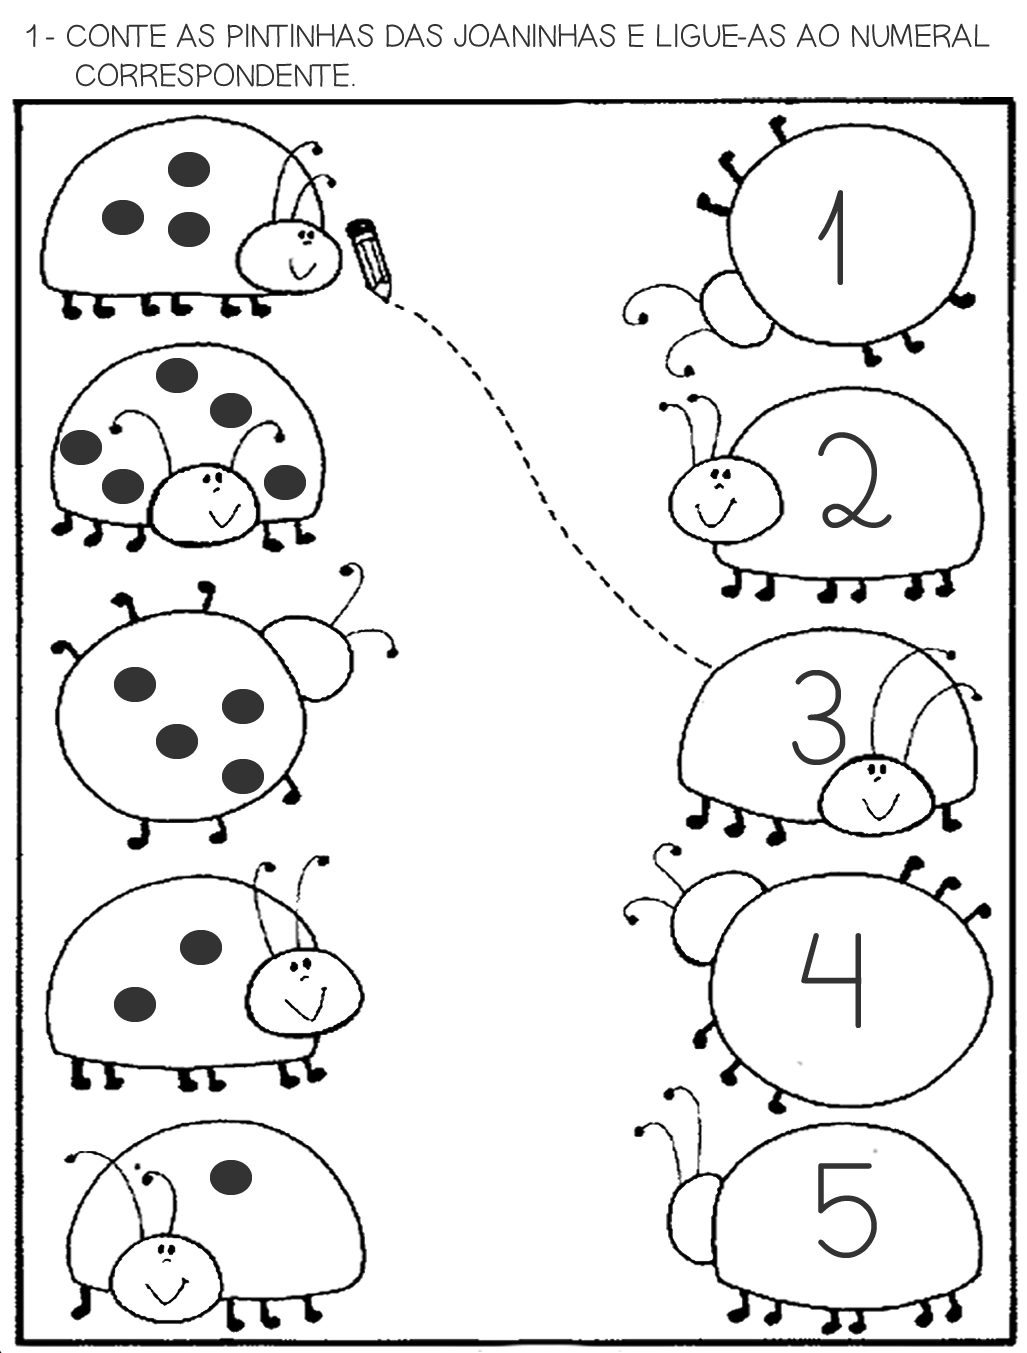 1- CONTE AS PINTINHAS DAS JOANINHAS E LIGUE-AS AO NUMERAL
CORRESPONDENTE.
1
2
3
4
5